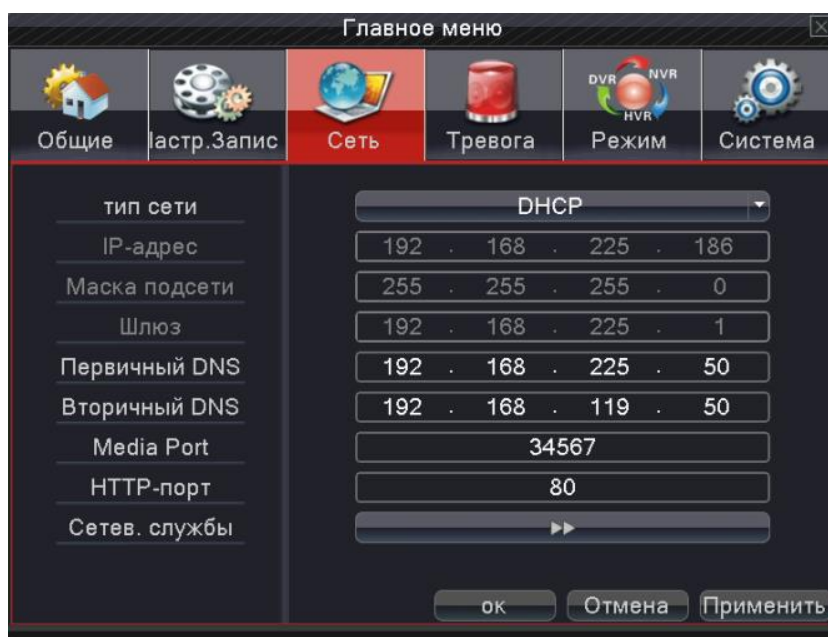 Главное меню
DVR NVR
HVR
Общие Настр.Запис Сеть Тревога Режим Система
тип сети DHCP
IP-адрес 192 . 168 . 225 . 186
Маска подсети 255 . 255 . 255 . 0
Шлюз 192 . 168 . 225 . 1
Первичный DNS 192 . 168 . 225 . 50
Вторичный DNS 192 . 168 . 119 . 50
Media Port 34567
HTTP-порт 80
Сетев. службы
ок Отмена Применить